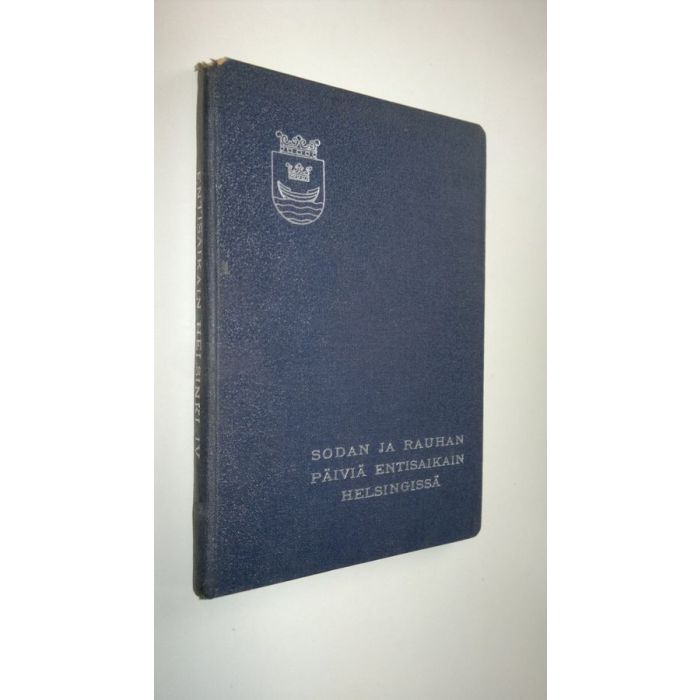 ENTISAIKAIN HELSINKI IV
SODAN JA RAUHAN
PÄIVIÄ ENTISAIKAIN
HELSINGISSÄ